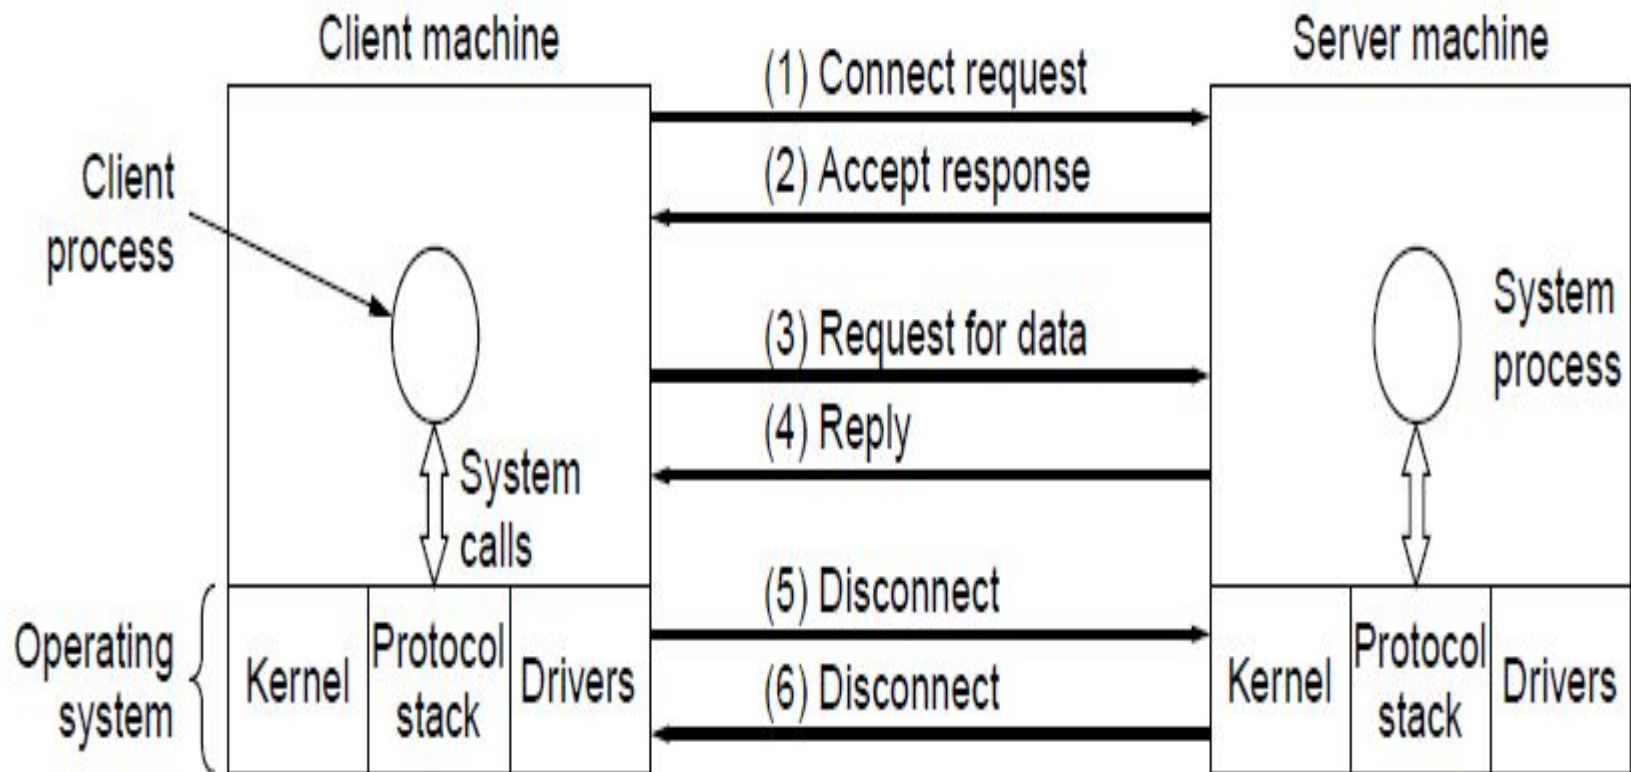 Client machine
Server machine
(1) Connect request
(2) Accept response
Client
process
(3) Request for data
System
process
(4) Reply
System
calls
(5) Disconnect
Operating
system
Kernel
Protocol
stack
Drivers
(6) Disconnect
Kernel
Protocol
stack
Drivers